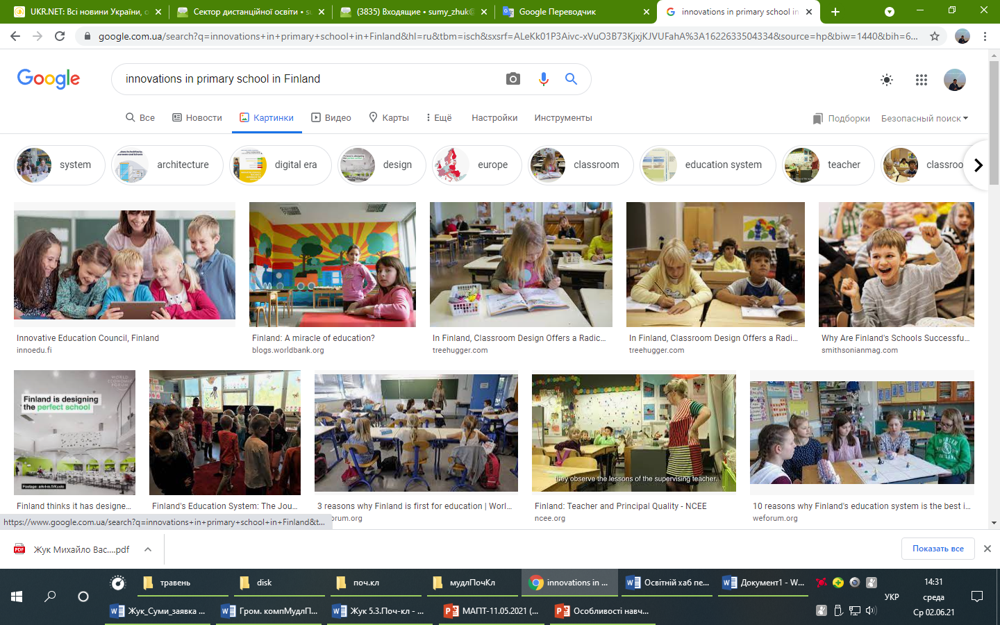 UKR.NET: Всі новини України, о
Сектор дистанційної освіти • su
(3835) Входящие • sumy_zhuk@
Google Переводчик
innovations in primary school in
google.com.ua/search?q=innovations+in+primary+school+in+Finland&hl=ru&tbm=isch&sxsrf=ALeKk01P3Aivc-xVuO3B73KjxjKJVUFahA%3A1622633504334&source=hp&biw=1440&bih=6...
Google
innovations in primary school in Finland
Все
Новости
Картинки
Видео
Карты
Ещё
Настройки
Инструменты
Подборки
Безопасный поиск
system
architecture
digital era
design
europe
classroom
education system
teacher
classroo
Innovative Education Council, Finland
innoedu.fi
Finland: A miracle of education?
blogs.worldbank.org
In Finland, Classroom Design Offers a Radic...
treehugger.com
In Finland, Classroom Design Offers a Radi...
treehugger.com
Why Are Finland's Schools Successfu...
smithsonianmag.com
WORLD
ECONOMIC
FORUM
Finland is designing
the perfect school
they observe the lessons of the supervising teacher.
Finland thinks it has designe...
Finland's Education System: The Jou...
3 reasons why Finland is first for education | Worl...
forum.org
Finland: Teacher and Principal Quality - NCEE
ncee.org
10 reasons why Finland's education system is the best i...
weforum.org
https://www.google.com.ua/search?q=innovations+in+primary+school+in+Finland&t...
PDF
Жук Михайло Вас....pdf
Показать все
травень
disk
поч.кл
мудлПочКл
innovations in ...
Освітній хаб пе...
Документ1 - W...
Жук_Суми_заявка ...
Гром. компМудлП...
Жук 5.3.Поч-кл - ...
МАПТ-11.05.2021 (...
Особливості навч...
УКР
14:31
среда
Ср 02.06.21